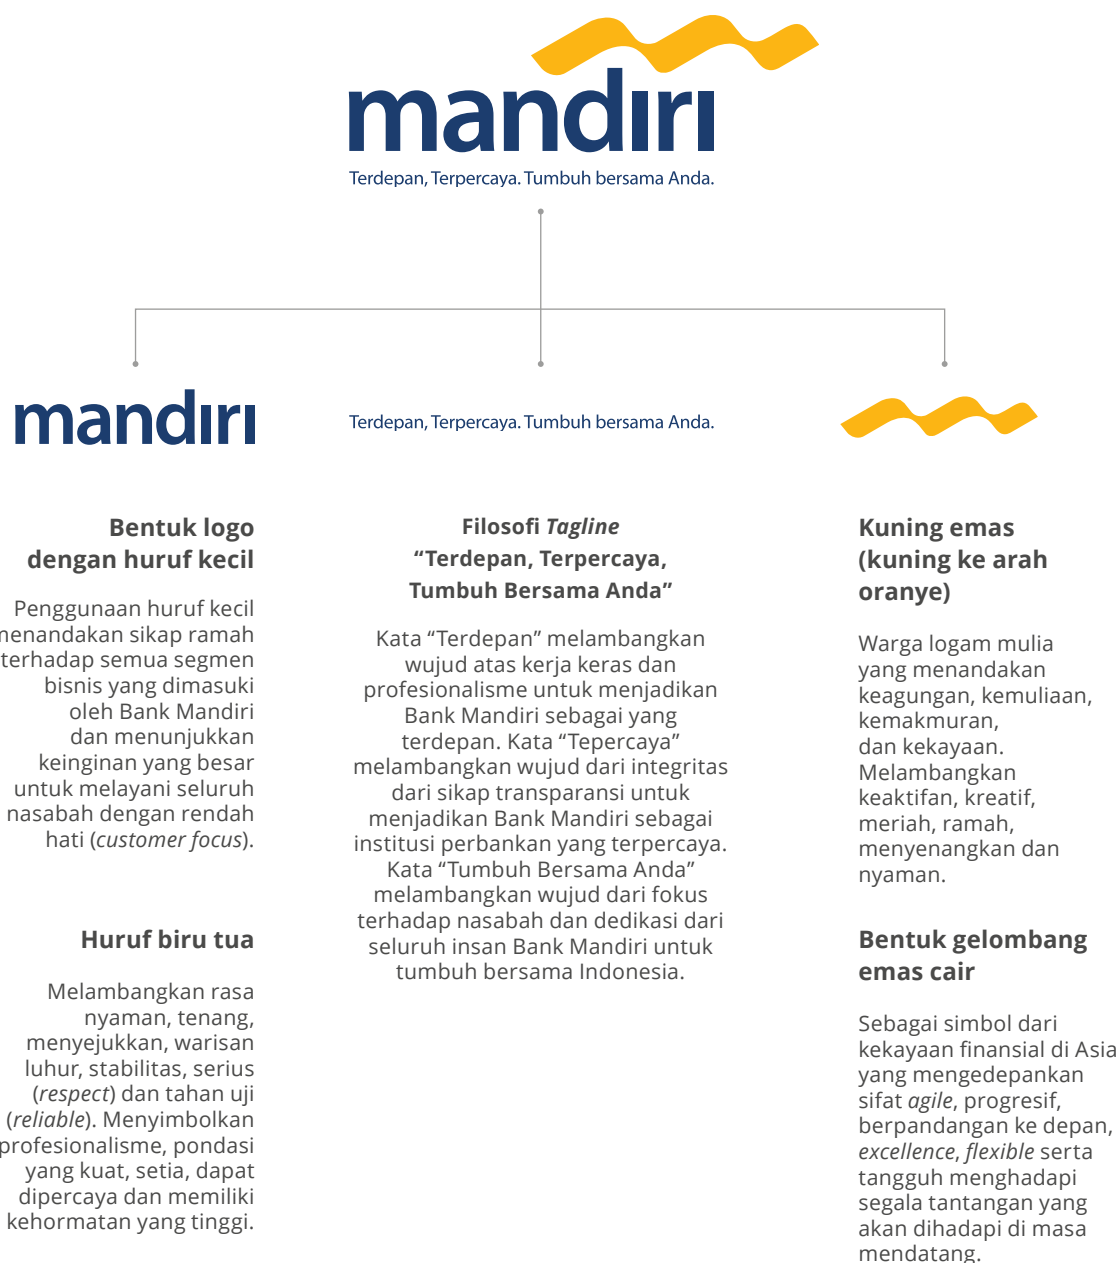 mandırı
Terdepan, Terpercaya. Tumbuh bersama Anda.
mandırı
Bentuk logo
dengan huruf kecil
Penggunaan huruf kecil
menandakan sikap ramah
terhadap semua segmen
bisnis yang dimasuki
oleh Bank Mandiri
dan menunjukkan
keinginan yang besar
untuk melayani seluruh
nasabah dengan rendah
hati (customer focus).
Huruf biru tua
Melambangkan rasa
nyaman, tenang,
menyejukkan, warisan
luhur, stabilitas, serius
(respect) dan tahan uji
(reliable). Menyimbolkan
profesionalisme, pondasi
yang kuat, setia, dapat
dipercaya dan memiliki
kehormatan yang tinggi.
Terdepan, Terpercaya. Tumbuh bersama Anda.
Filosofi Tagline
“Terdepan, Terpercaya,
Tumbuh Bersama Anda”
Kata “Terdepan” melambangkan
wujud atas kerja keras dan
profesionalisme untuk menjadikan
Bank Mandiri sebagai yang
terdepan. Kata “Tepercaya”
melambangkan wujud dari integritas
dari sikap transparansi untuk
menjadikan Bank Mandiri sebagai
institusi perbankan yang terpercaya.
Kata “Tumbuh Bersama Anda”
melambangkan wujud dari fokus
terhadap nasabah dan dedikasi dari
seluruh insan Bank Mandiri untuk
tumbuh bersama Indonesia.
Kuning emas
(kuning ke arah
oranye)
Warga logam mulia
yang menandakan
keagungan, kemuliaan,
kemakmuran,
dan kekayaan.
Melambangkan
keaktifan, kreatif,
meriah, ramah,
menyenangkan dan
nyaman.
Bentuk gelombang
emas cair
Sebagai simbol dari
kekayaan finansial di Asia
yang mengedepankan
sifat agile, progresif,
berpandangan ke depan,
excellence, flexible serta
tangguh menghadapi
segala tantangan yang
akan dihadapi di masa
mendatang.